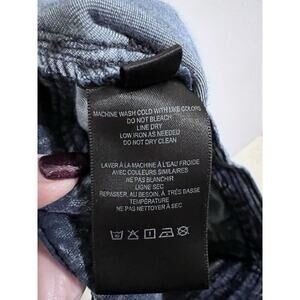 MACHINE WASH COLD WITH LIKE COLORS
DO NOT BLEACH
LINE DRY
LOW IRON AS NEEDED
DO NOT DRY CLEAN
LAVER À LA MACHINE À L'EAU FROIDE
AVEC COULEURS SIMILAIRES
NE PAS BLANCHIR
LIGNE SEC
REPASSER, AU BESOIN, À TRÈS BASSE
TEMPÉRATURE
NE PAS NETTOYER À SEC